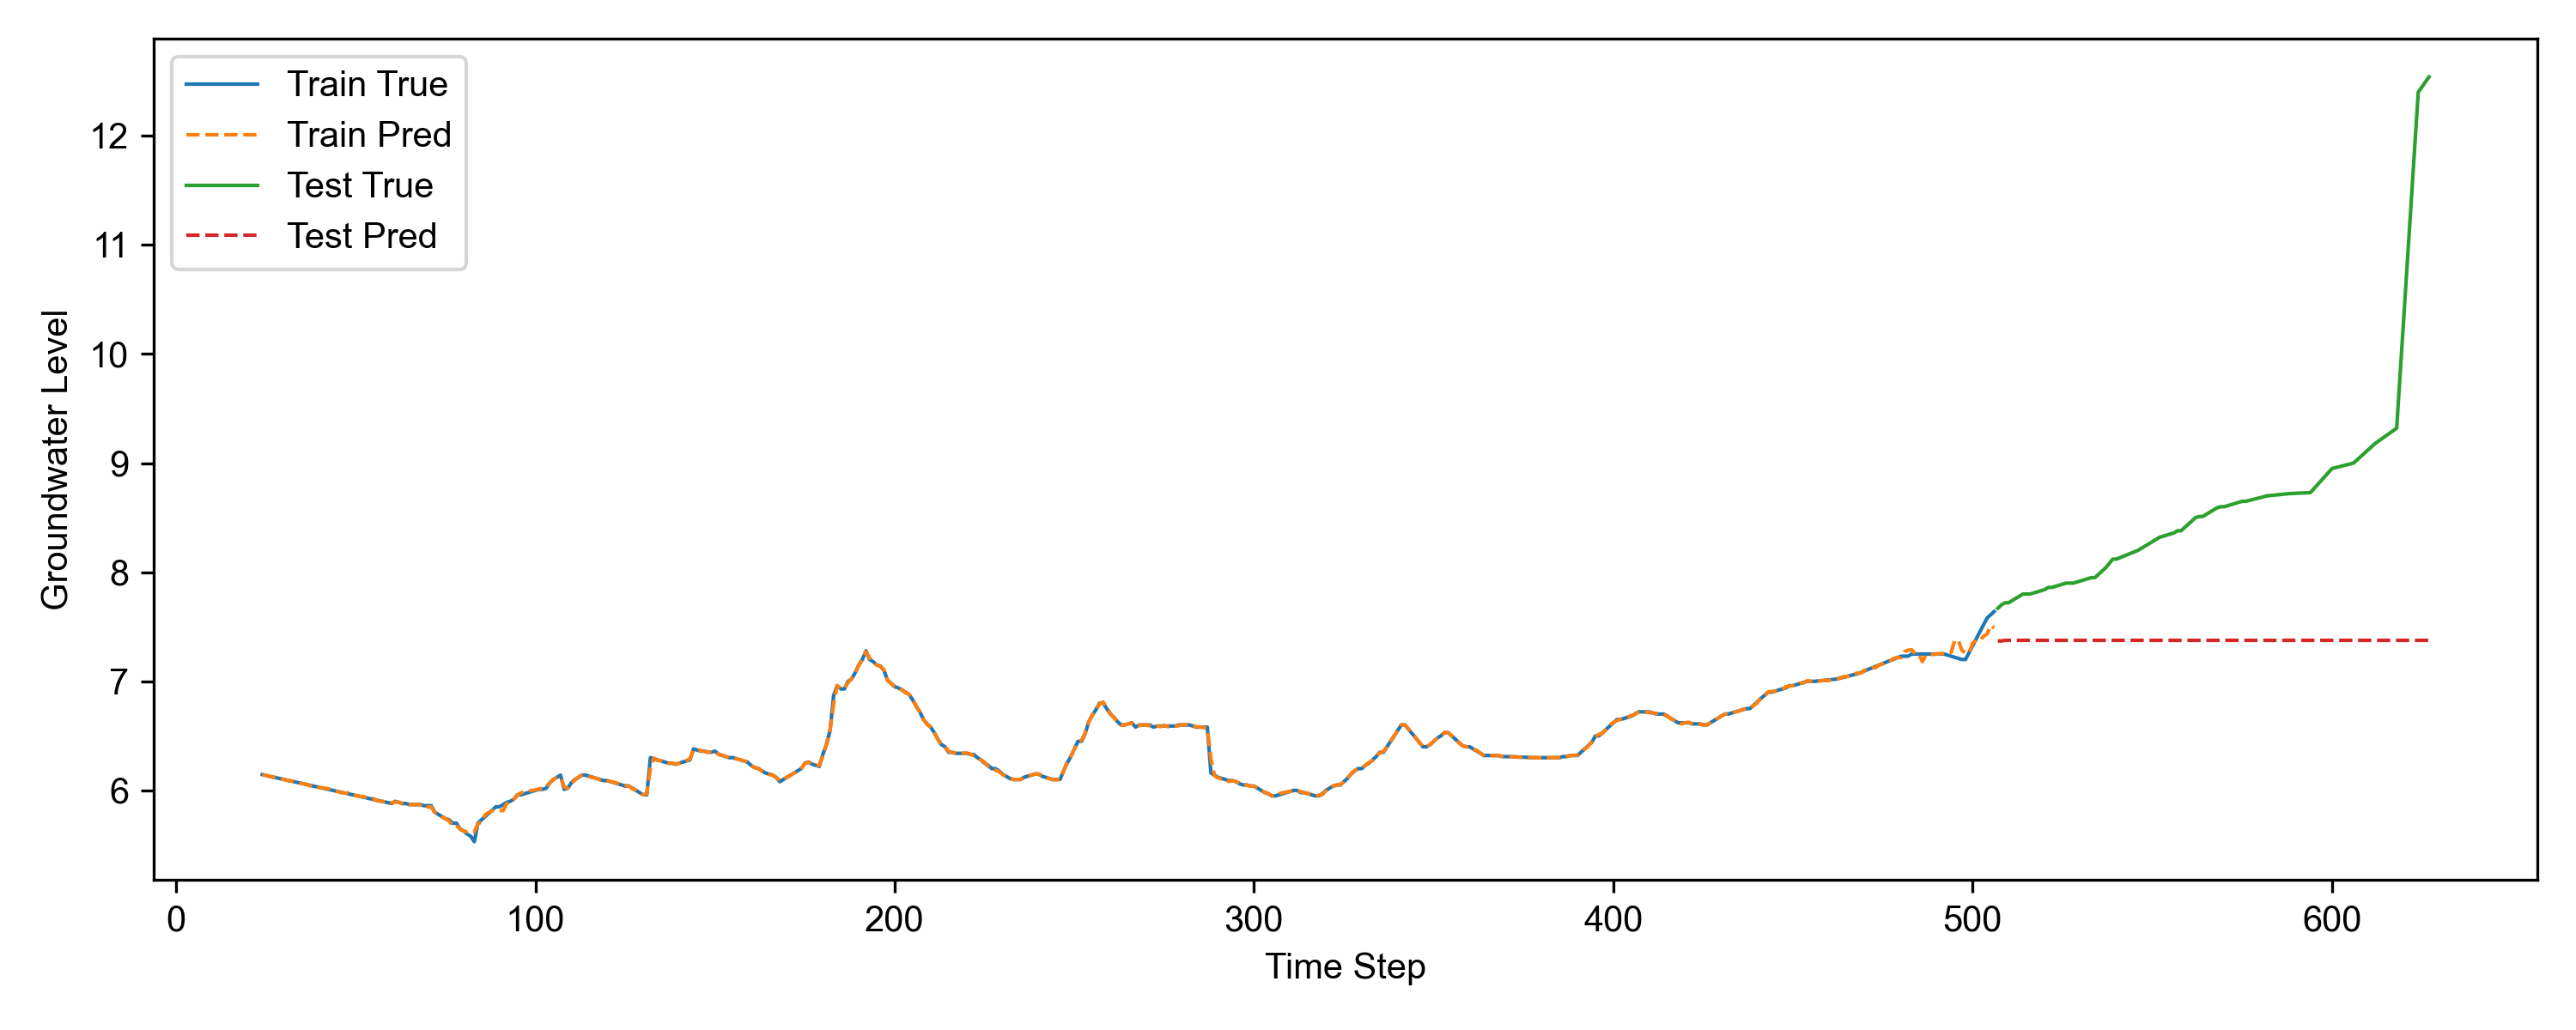 Train True
Train Pred
Test True
Test Pred
12
11
10
9
8
7
6
Groundwater Level
0 100 200 300 400 500 600
Time Step